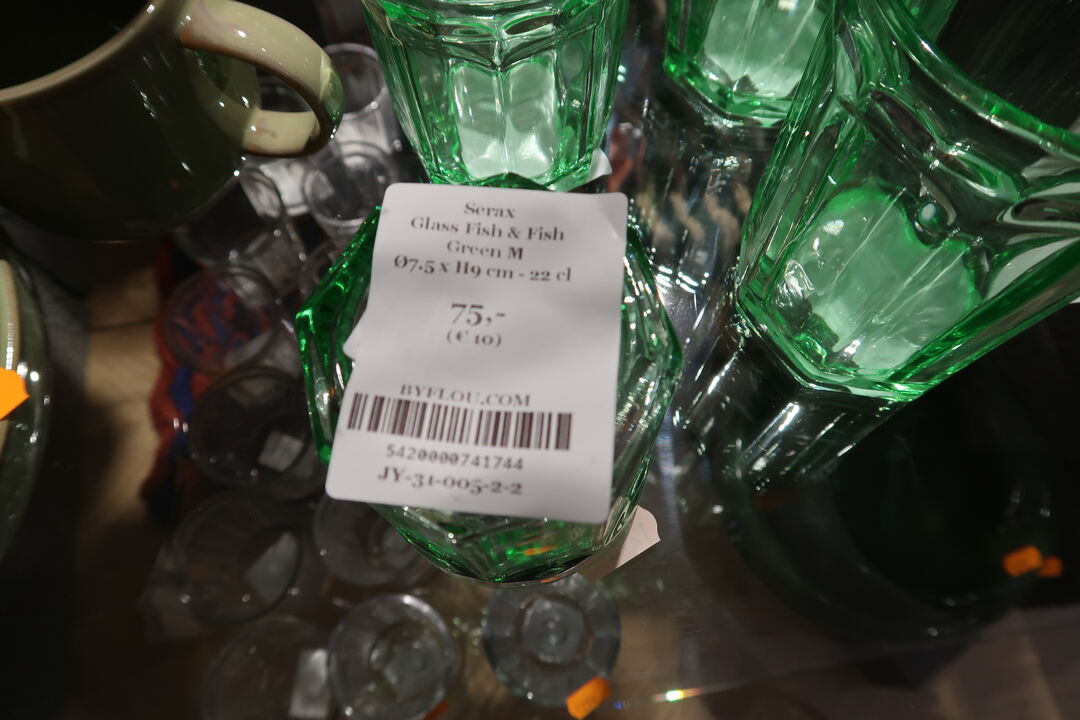 Serax
Glass Fish & Fish
Green M
Ø7.5 x H9 cm - 22 cl
75,-
(€ 10)
BYFLOU.COM
5420000741744
JY-31-005-2-2